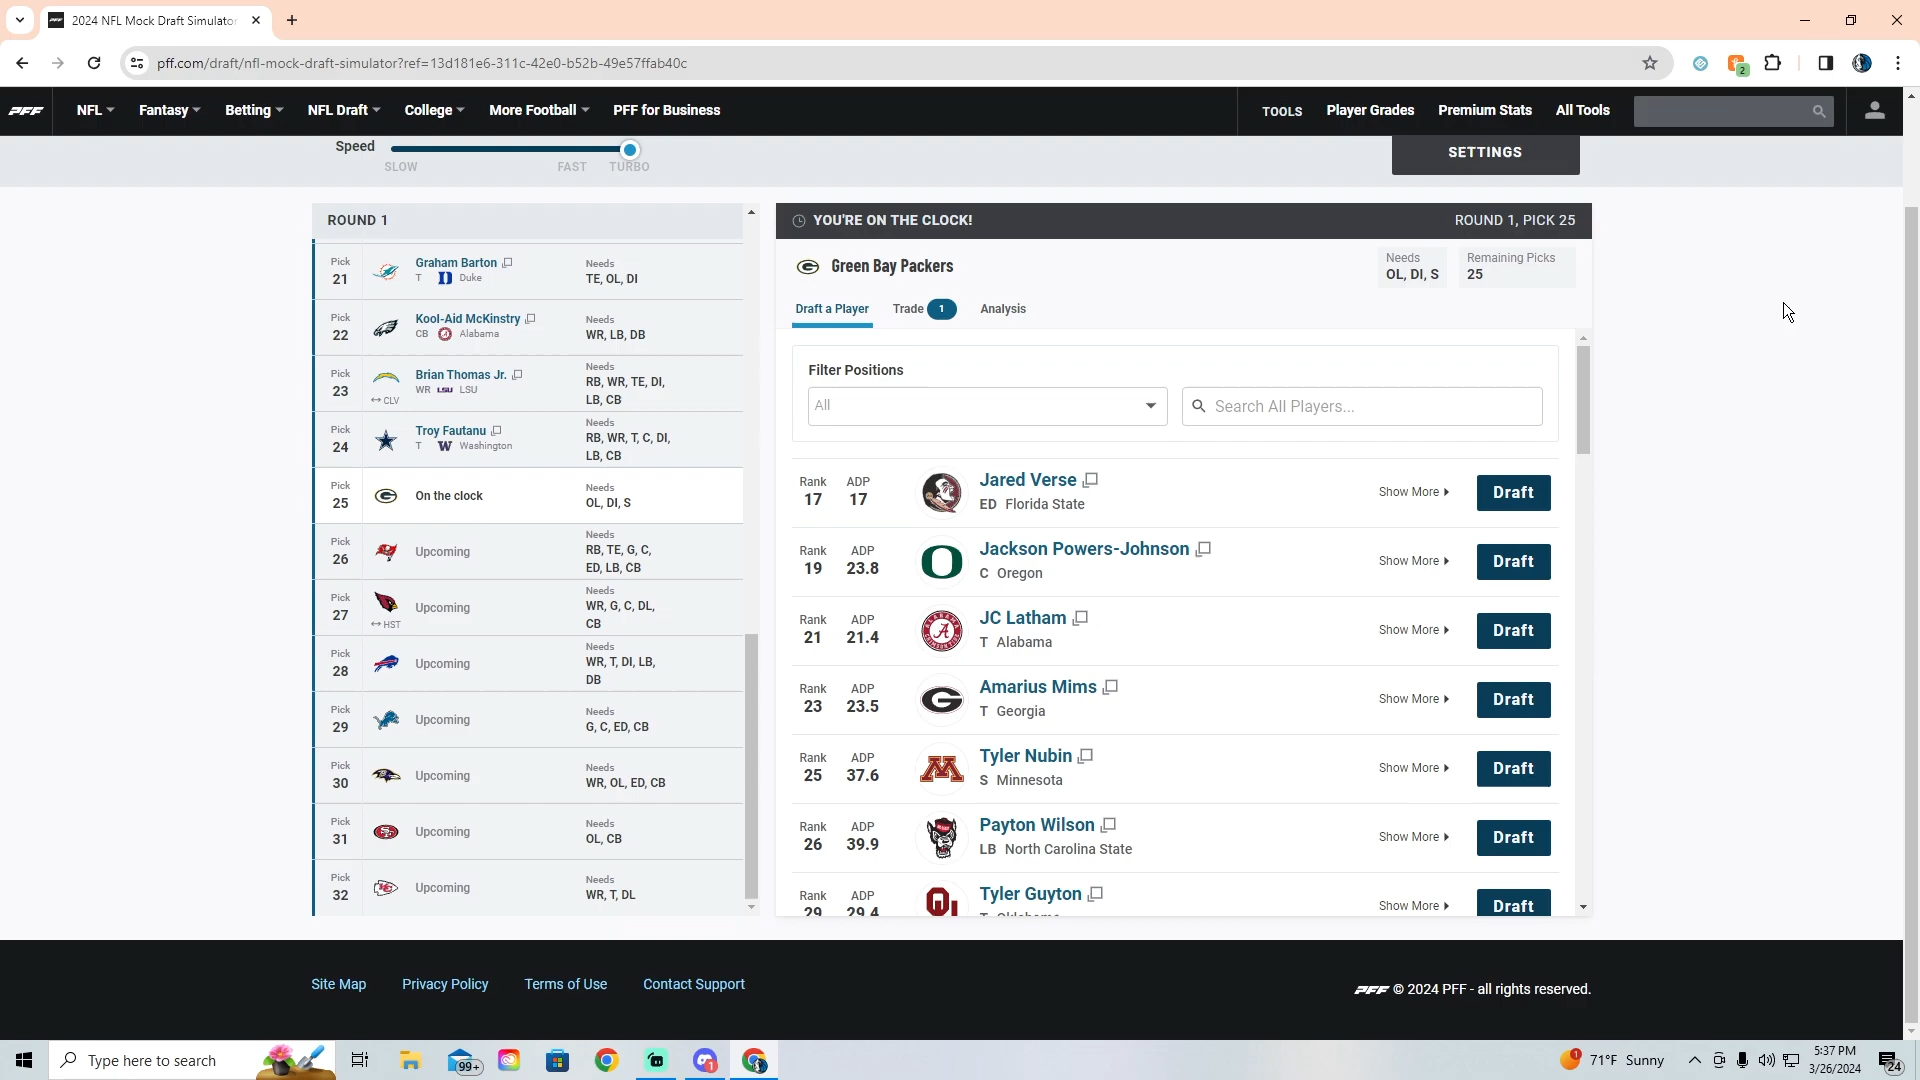 2024 NFL Mock Draft Simulator
pff.com/draft/nfl-mock-draft-simulator?ref=13d181e6-311c-42e0-b52b-49e57ffab40c
2
PFF
NFL
Fantasy
Betting
NFL Draft
College
More Football
PFF for Business
TOOLS
Player Grades
Premium Stats
All Tools
Speed
SLOW
FAST
TURBO
SETTINGS
ROUND 1
Pick 21
Graham Barton
T Duke
Needs
TE, OL, DI
Pick 22
Kool-Aid McKinstry
CB Alabama
Needs
WR, LB, DB
Pick 23
↔ CLV
Brian Thomas Jr.
WR LSU LSU
Needs
RB, WR, TE, DI,
LB, CB
Pick 24
Troy Fautanu
T W Washington
Needs
RB, WR, T, C, DI,
LB, CB
Pick 25
On the clock
Needs
OL, DI, S
Pick 26
Upcoming
Needs
RB, TE, G, C,
ED, LB, CB
Pick 27
↔ HST
Upcoming
Needs
WR, G, C, DL,
CB
Pick 28
Upcoming
Needs
WR, T, DI, LB,
DB
Pick 29
Upcoming
Needs
G, C, ED, CB
Pick 30
Upcoming
Needs
WR, OL, ED, CB
Pick 31
Upcoming
Needs
OL, CB
Pick 32
Upcoming
Needs
WR, T, DL
YOU'RE ON THE CLOCK!
ROUND 1, PICK 25
Green Bay Packers
Needs
OL, DI, S
Remaining Picks
25
Draft a Player
Trade 1
Analysis
Filter Positions
All
Search All Players...
Rank 17
ADP 17
Jared Verse
ED Florida State
Show More
Draft
Rank 19
ADP 23.8
Jackson Powers-Johnson
C Oregon
Show More
Draft
Rank 21
ADP 21.4
JC Latham
T Alabama
Show More
Draft
Rank 23
ADP 23.5
Amarius Mims
T Georgia
Show More
Draft
Rank 25
ADP 37.6
Tyler Nubin
S Minnesota
Show More
Draft
Rank 26
ADP 39.9
Payton Wilson
LB North Carolina State
Show More
Draft
Rank 29
ADP 29.4
Tyler Guyton
T Oklahoma
Show More
Draft
Site Map
Privacy Policy
Terms of Use
Contact Support
PFF © 2024 PFF - all rights reserved.
Type here to search
99+
1
1
71°F Sunny
5:37 PM
3/26/2024
24